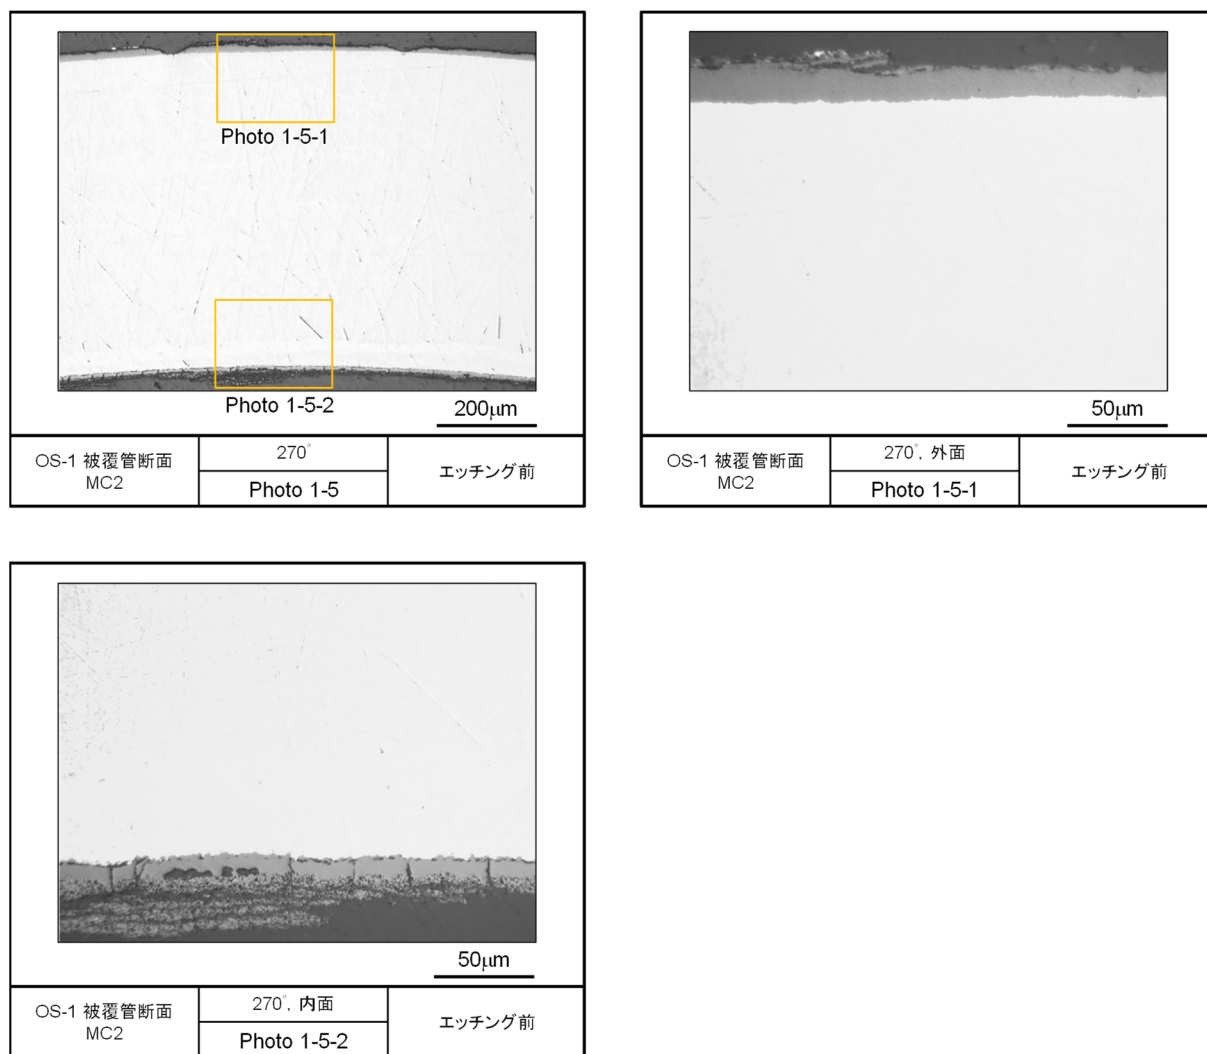 Photo 1-5-1
Photo 1-5-2
200μm
OS-1 被覆管断面
MC2
270°
Photo 1-5
エッチング前
50μm
OS-1 被覆管断面
MC2
270°, 外面
Photo 1-5-1
エッチング前
50μm
OS-1 被覆管断面
MC2
270°, 内面
Photo 1-5-2
エッチング前